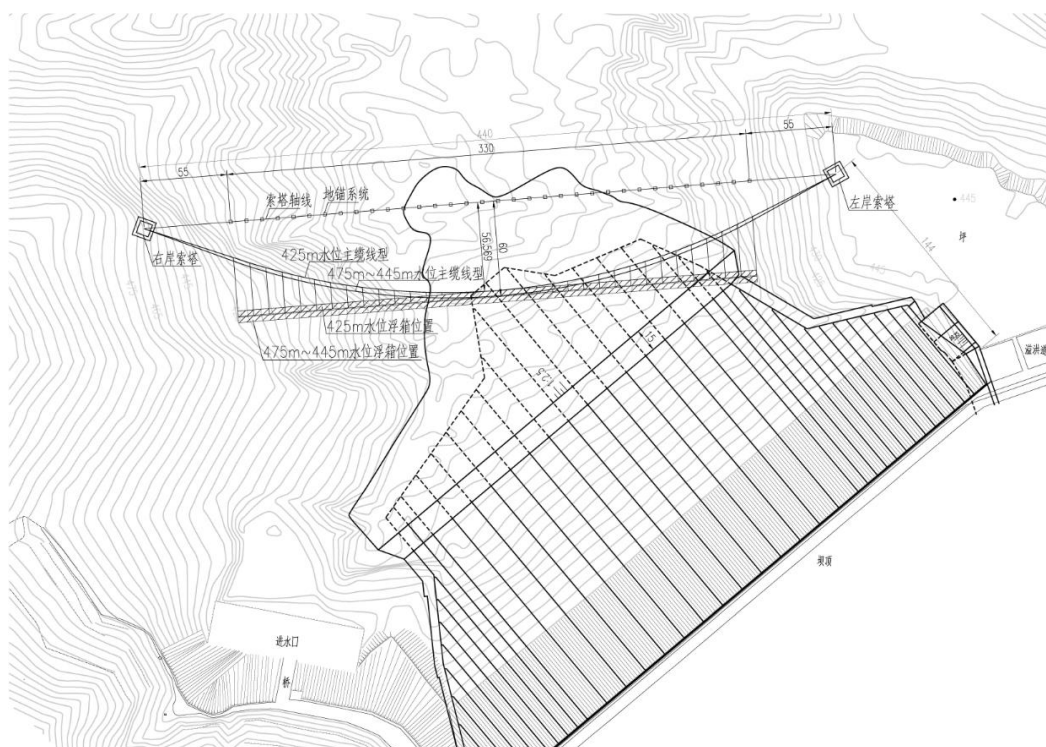 440
330
55
55
索塔轴线 地锚系统
左岸索塔
445
坪
144
右岸索塔
425m水位主缆线型
475m~445m水位主缆线型
56.589
60
425m水位浮箱位置
475m~445m水位浮箱位置
15
445
溢洪道
坝顶
进水口
桥